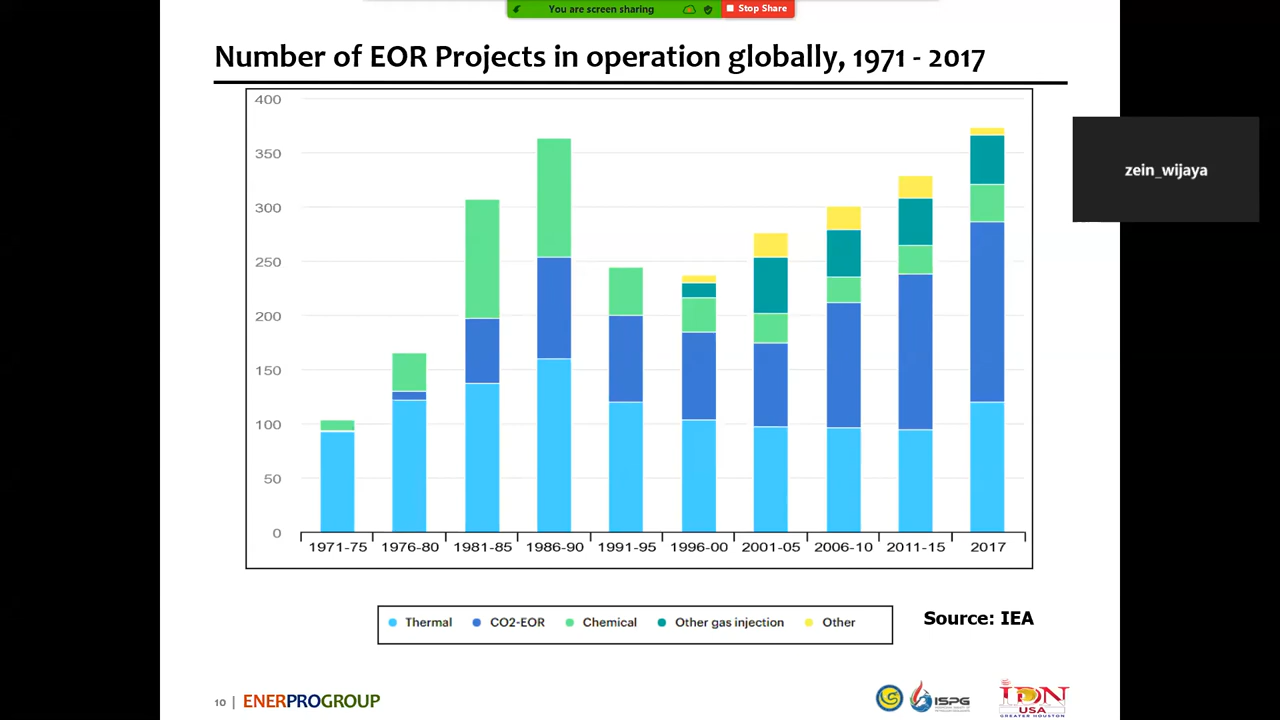 You are screen sharing
Stop Share
Number of EOR Projects in operation globally, 1971 - 2017
zein_wijaya
400
350
300
250
200
150
100
50
0
1971-75 1976-80 1981-85 1986-90 1991-95 1996-00 2001-05 2006-10 2011-15 2017
Thermal CO2-EOR Chemical Other gas injection Other
Source: IEA
10 | ENERPROGROUP
ISPG
IDN
USA
GREATER HOUSTON